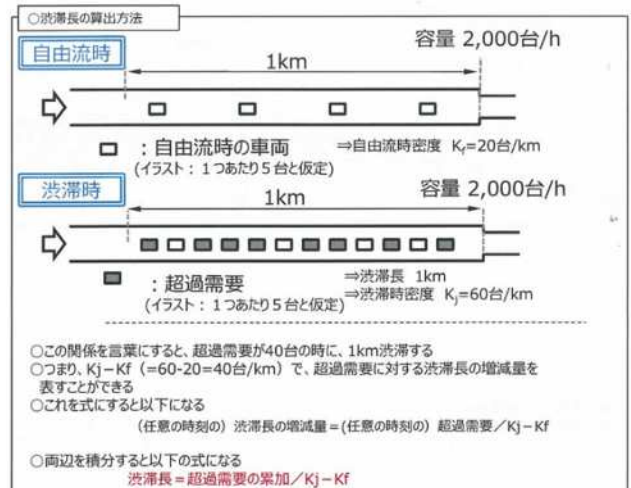 ○渋滞長の算出方法
自由流時
容量 2,000台/h
1km
:自由流時の車両
⇒自由流時密度 Kf=20台/km
(イラスト:1つあたり5台と仮定)
渋滞時
容量 2,000台/h
1km
:超過需要
⇒渋滞長 1km
(イラスト:1つあたり5台と仮定)
⇒渋滞時密度 Kj=60台/km
○この関係を言葉にすると、超過需要が40台の時に、1km渋滞する
○つまり、Kj-Kf(=60-20=40台/km)で、超過需要に対する渋滞長の増減量を
表すことができる
○これを式にすると以下になる
(任意の時刻の)渋滞長の増減量=(任意の時刻の)超過需要/Kj-Kf
○両辺を積分すると以下の式になる
渋滞長=超過需要の累加/Kj-Kf